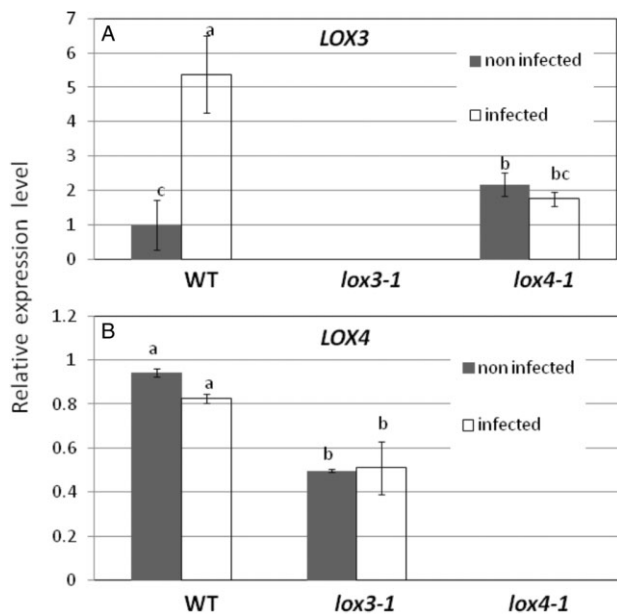 A
LOX3
7
6
5
4
3
2
1
0
a
c
b
bc
non infected
infected
WT lox3-1 lox4-1
Relative expression level
B
LOX4
1.2
1
0.8
0.6
0.4
0.2
0
a
a
b
b
non infected
infected
WT lox3-1 lox4-1